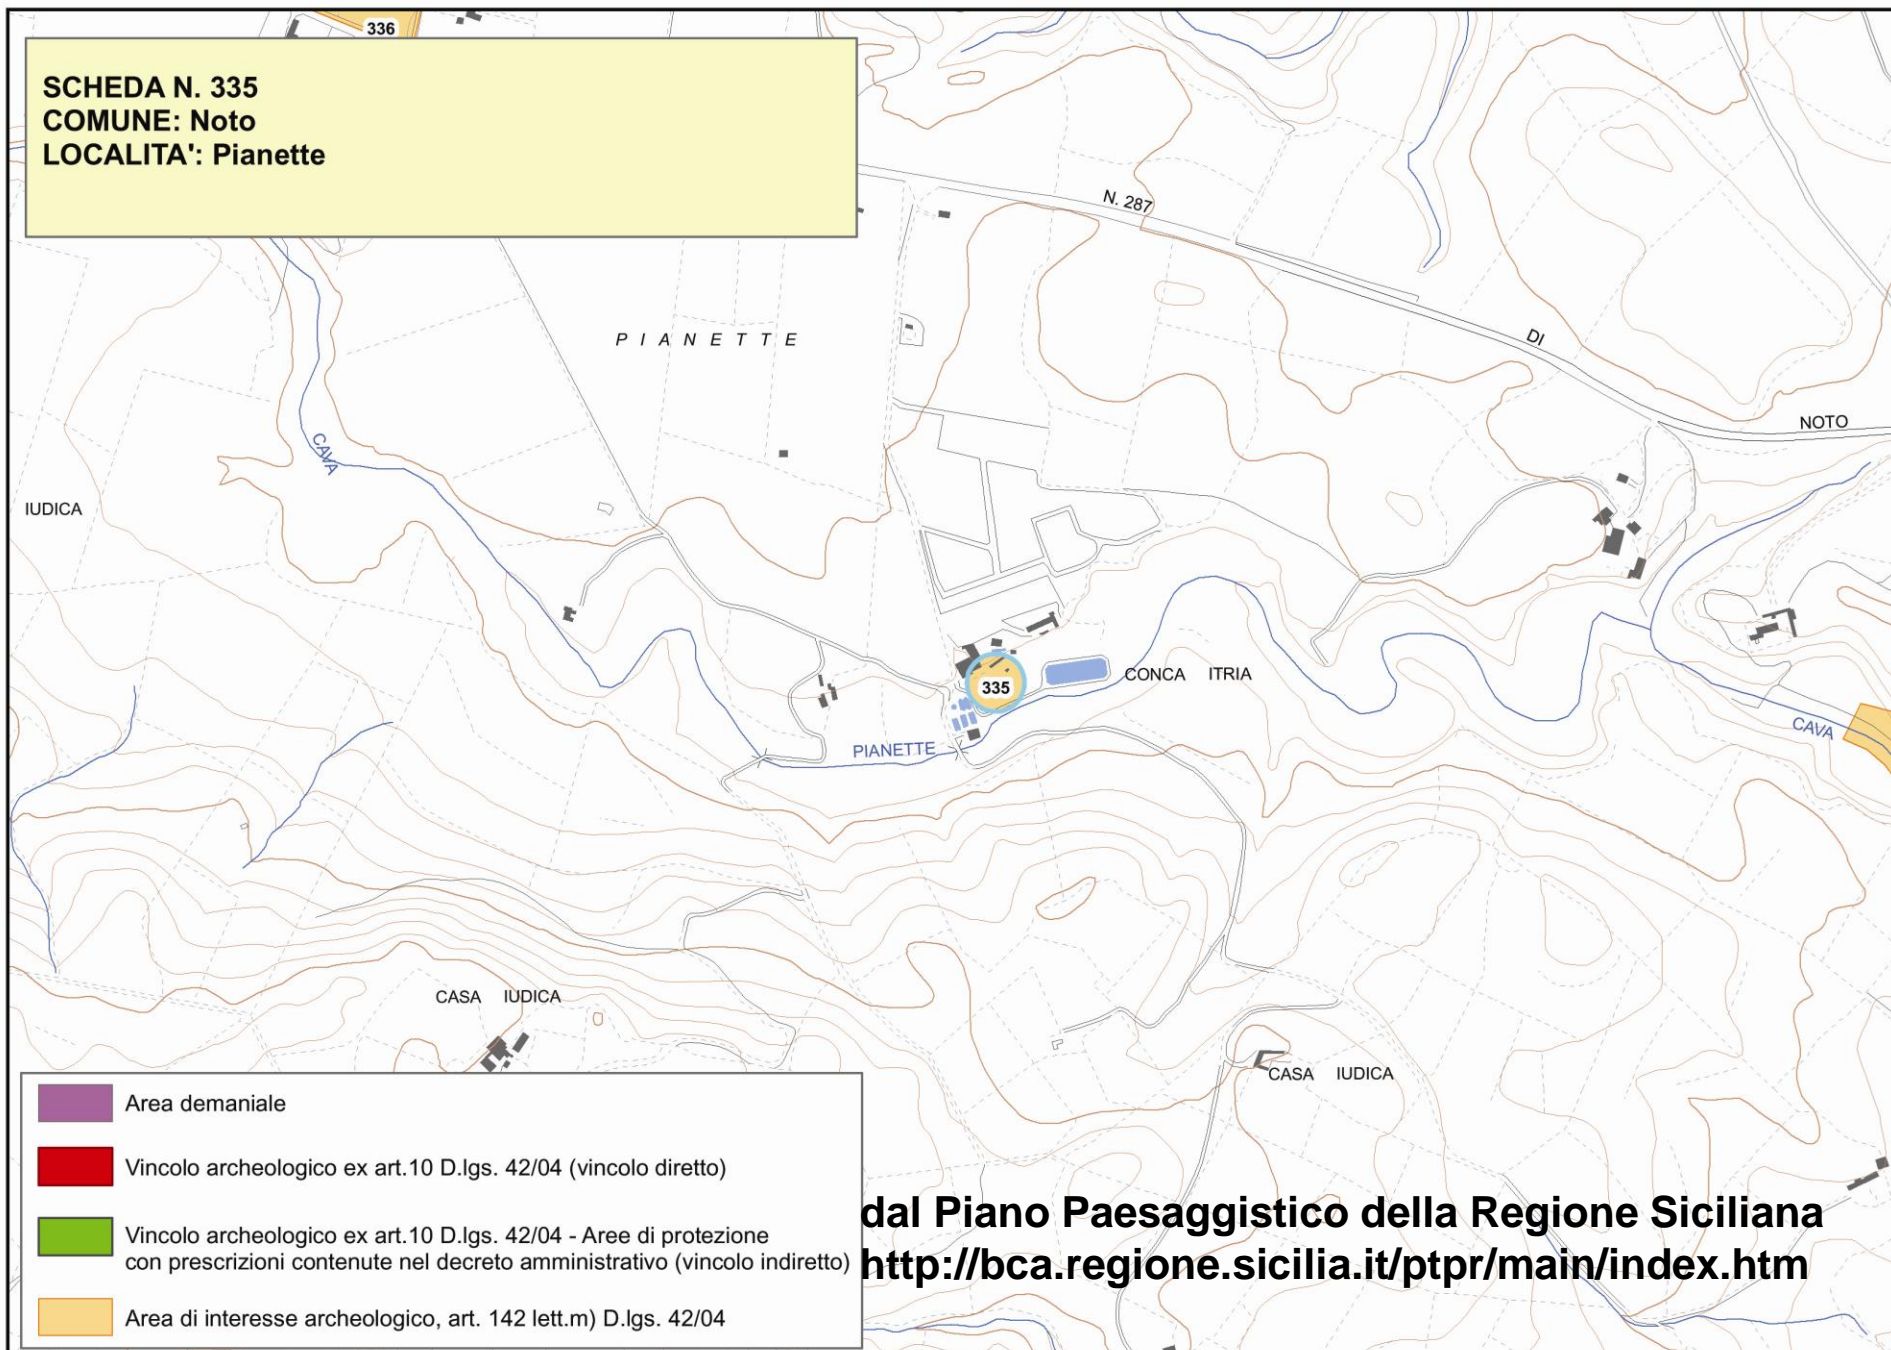 336
SCHEDA N. 335
COMUNE: Noto
LOCALITA': Pianette
N. 287
PIANETTE
DI
NOTO
CAVA
IUDICA
335
CONCA ITRIA
PIANETTE
CAVA
CASA IUDICA
CASA IUDICA
Area demaniale
Vincolo archeologico ex art.10 D.lgs. 42/04 (vincolo diretto)
Vincolo archeologico ex art.10 D.lgs. 42/04 - Aree di protezione
con prescrizioni contenute nel decreto amministrativo (vincolo indiretto)
Area di interesse archeologico, art. 142 lett.m) D.lgs. 42/04
dal Piano Paesaggistico della Regione Siciliana
http://bca.regione.sicilia.it/ptpr/main/index.htm